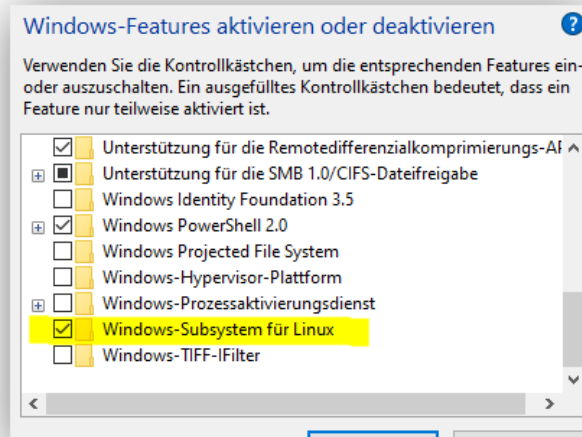 Windows-Features aktivieren oder deaktivieren
?
Verwenden Sie die Kontrollkästchen, um die entsprechenden Features ein-
oder auszuschalten. Ein ausgefülltes Kontrollkästchen bedeutet, dass ein
Feature nur teilweise aktiviert ist.
Unterstützung für die Remotedifferenzialkomprimierungs-AP
Unterstützung für die SMB 1.0/CIFS-Dateifreigabe
Windows Identity Foundation 3.5
Windows PowerShell 2.0
Windows Projected File System
Windows-Hypervisor-Plattform
Windows-Prozessaktivierungsdienst
Windows-Subsystem für Linux
Windows-TIFF-IFilter